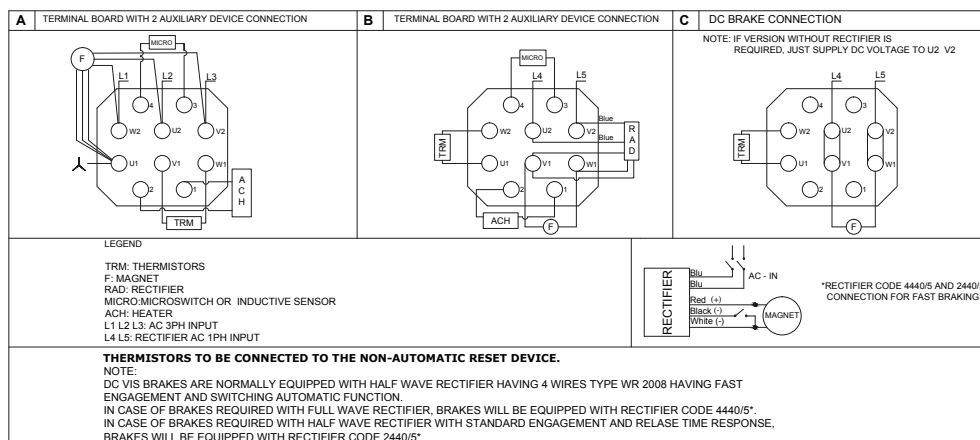 A TERMINAL BOARD WITH 2 AUXILIARY DEVICE CONNECTION
MICRO
F
L1 L2 L3
4 3
W2 U2 V2
U1 V1 W1
2 1
A
C
H
TRM
B TERMINAL BOARD WITH 2 AUXILIARY DEVICE CONNECTION
MICRO
L4 L5
4 3
Blue
W2 U2 V2
Blue
R
A
D
TRM
U1 V1 W1
2 1
ACH
F
C DC BRAKE CONNECTION
NOTE: IF VERSION WITHOUT RECTIFIER IS
REQUIRED, JUST SUPPLY DC VOLTAGE TO U2 V2
L4 L5
4 3
W2 U2 V2
TRM
U1 V1 W1
2 1
F
LEGEND
TRM: THERMISTORS
F: MAGNET
RAD: RECTIFIER
MICRO:MICROSWITCH OR INDUCTIVE SENSOR
ACH: HEATER
L1 L2 L3: AC 3PH INPUT
L4 L5: RECTIFIER AC 1PH INPUT
RECTIFIER
Blu
Blu
AC - IN
Red (+)
Black (-)
White (-)
MAGNET
*RECTIFIER CODE 4440/5 AND 2440/5
CONNECTION FOR FAST BRAKING
THERMISTORS TO BE CONNECTED TO THE NON-AUTOMATIC RESET DEVICE.
NOTE:
DC VIS BRAKES ARE NORMALLY EQUIPPED WITH HALF WAVE RECTIFIER HAVING 4 WIRES TYPE WR 2008 HAVING FAST
ENGAGEMENT AND SWITCHING AUTOMATIC FUNCTION.
IN CASE OF BRAKES REQUIRED WITH FULL WAVE RECTIFIER, BRAKES WILL BE EQUIPPED WITH RECTIFIER CODE 4440/5*.
IN CASE OF BRAKES REQUIRED WITH HALF WAVE RECTIFIER WITH STANDARD ENGAGEMENT AND RELASE TIME RESPONSE,
BRAKES WILL BE EQUIPPED WITH RECTIFIER CODE 2440/5*